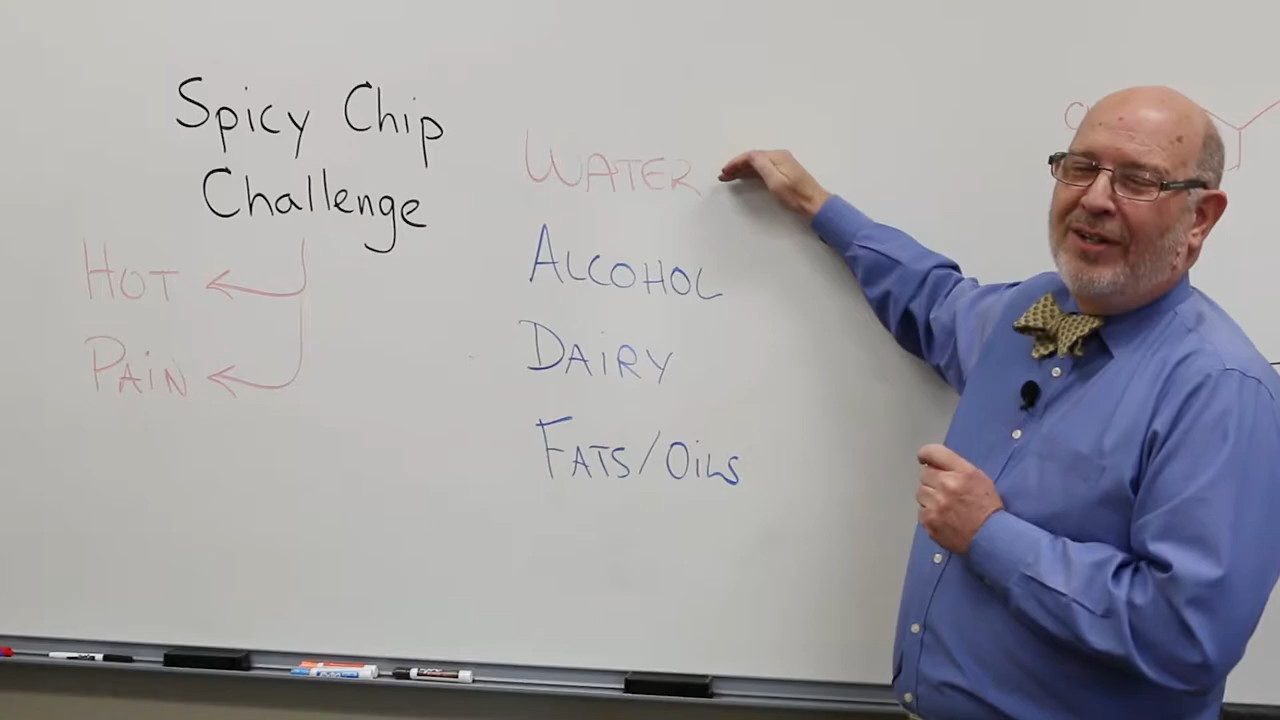 Spicy Chip
Challenge
HOT
PAiN
WATER
ALCOHOL
DAiRY
FATS/OiLS